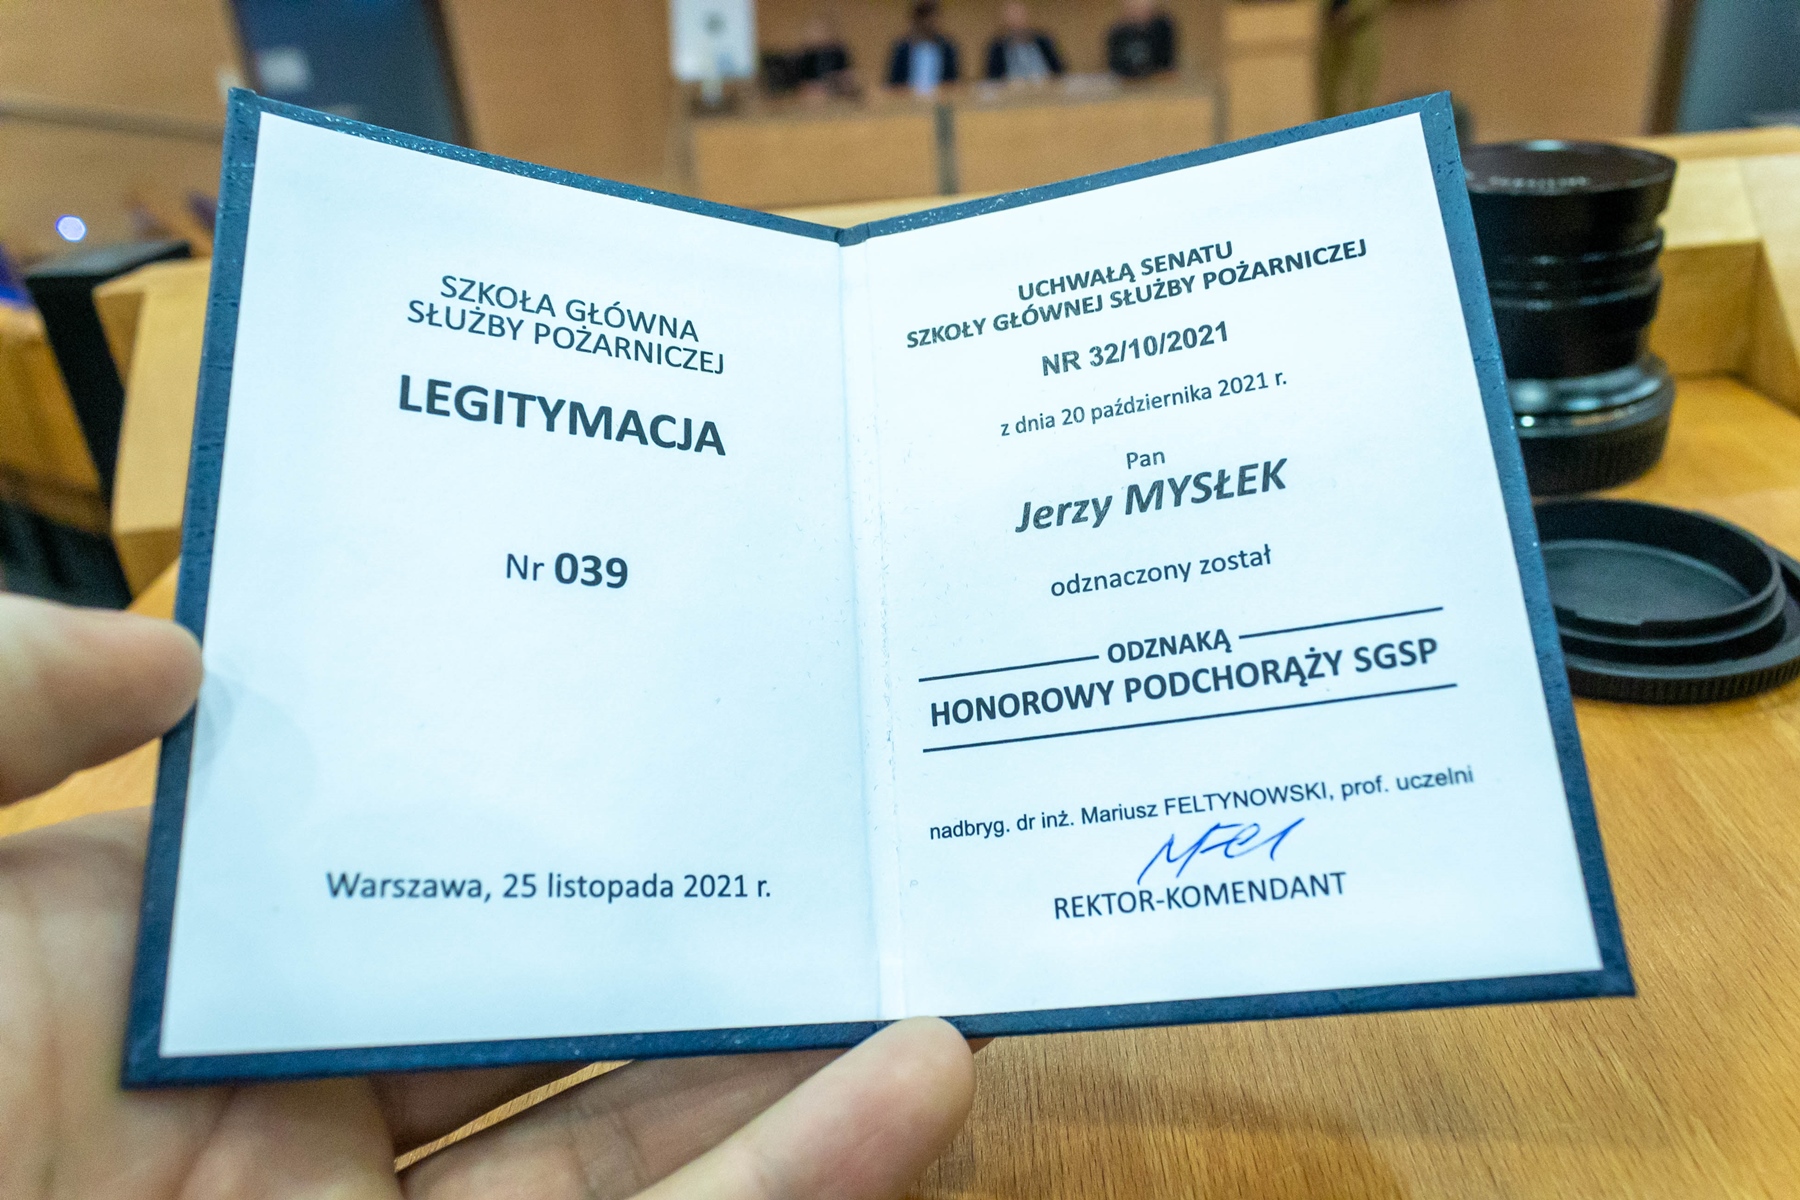 SZKOŁA GŁÓWNA
SŁUŻBY POŻARNICZEJ
LEGITYMACJA
Nr 039
Warszawa, 25 listopada 2021 r.
UCHWAŁĄ SENATU
SZKOŁY GŁÓWNEJ SŁUŻBY POŻARNICZEJ
NR 32/10/2021
z dnia 20 października 2021 r.
Pan
Jerzy MYSŁEK
odznaczony został
ODZNAKĄ
HONOROWY PODCHORĄŻY SGSP
nadbryg. dr inż. Mariusz FELTYNOWSKI, prof. uczelni
REKTOR-KOMENDANT